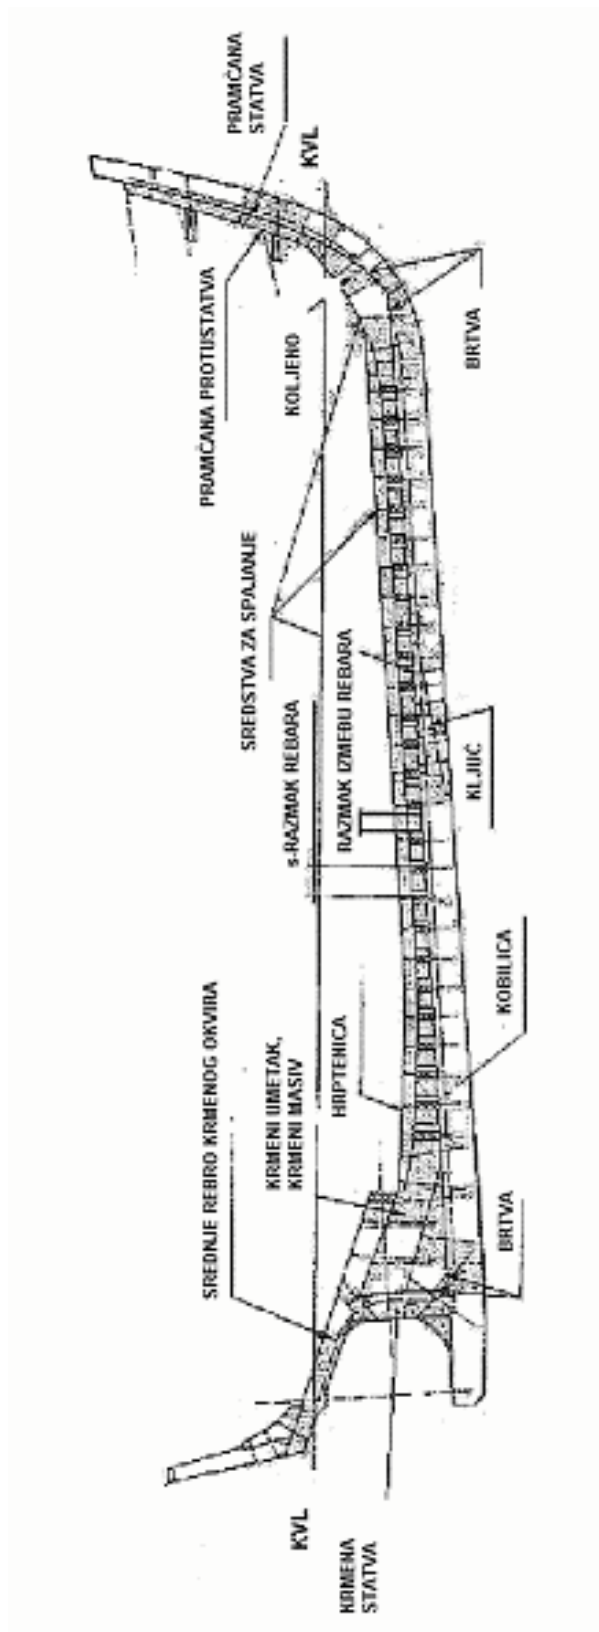 PRAMČANA
STATVA
KVL
PRAMČANA PROTUSTATVA
KOLJENO
BRTVA
SREDSTVA ZA SPAJANJE
s-RAZMAK REBARA
RAZMAK IZMEĐU REBARA
KLJUČ
KOBILICA
HRPTENICA
KRMENI UMETAK,
KRMENI MASIV
SREDNJE REBRO KRMENOG OKVIRA
BRTVA
KVL
KRMENA
STATVA